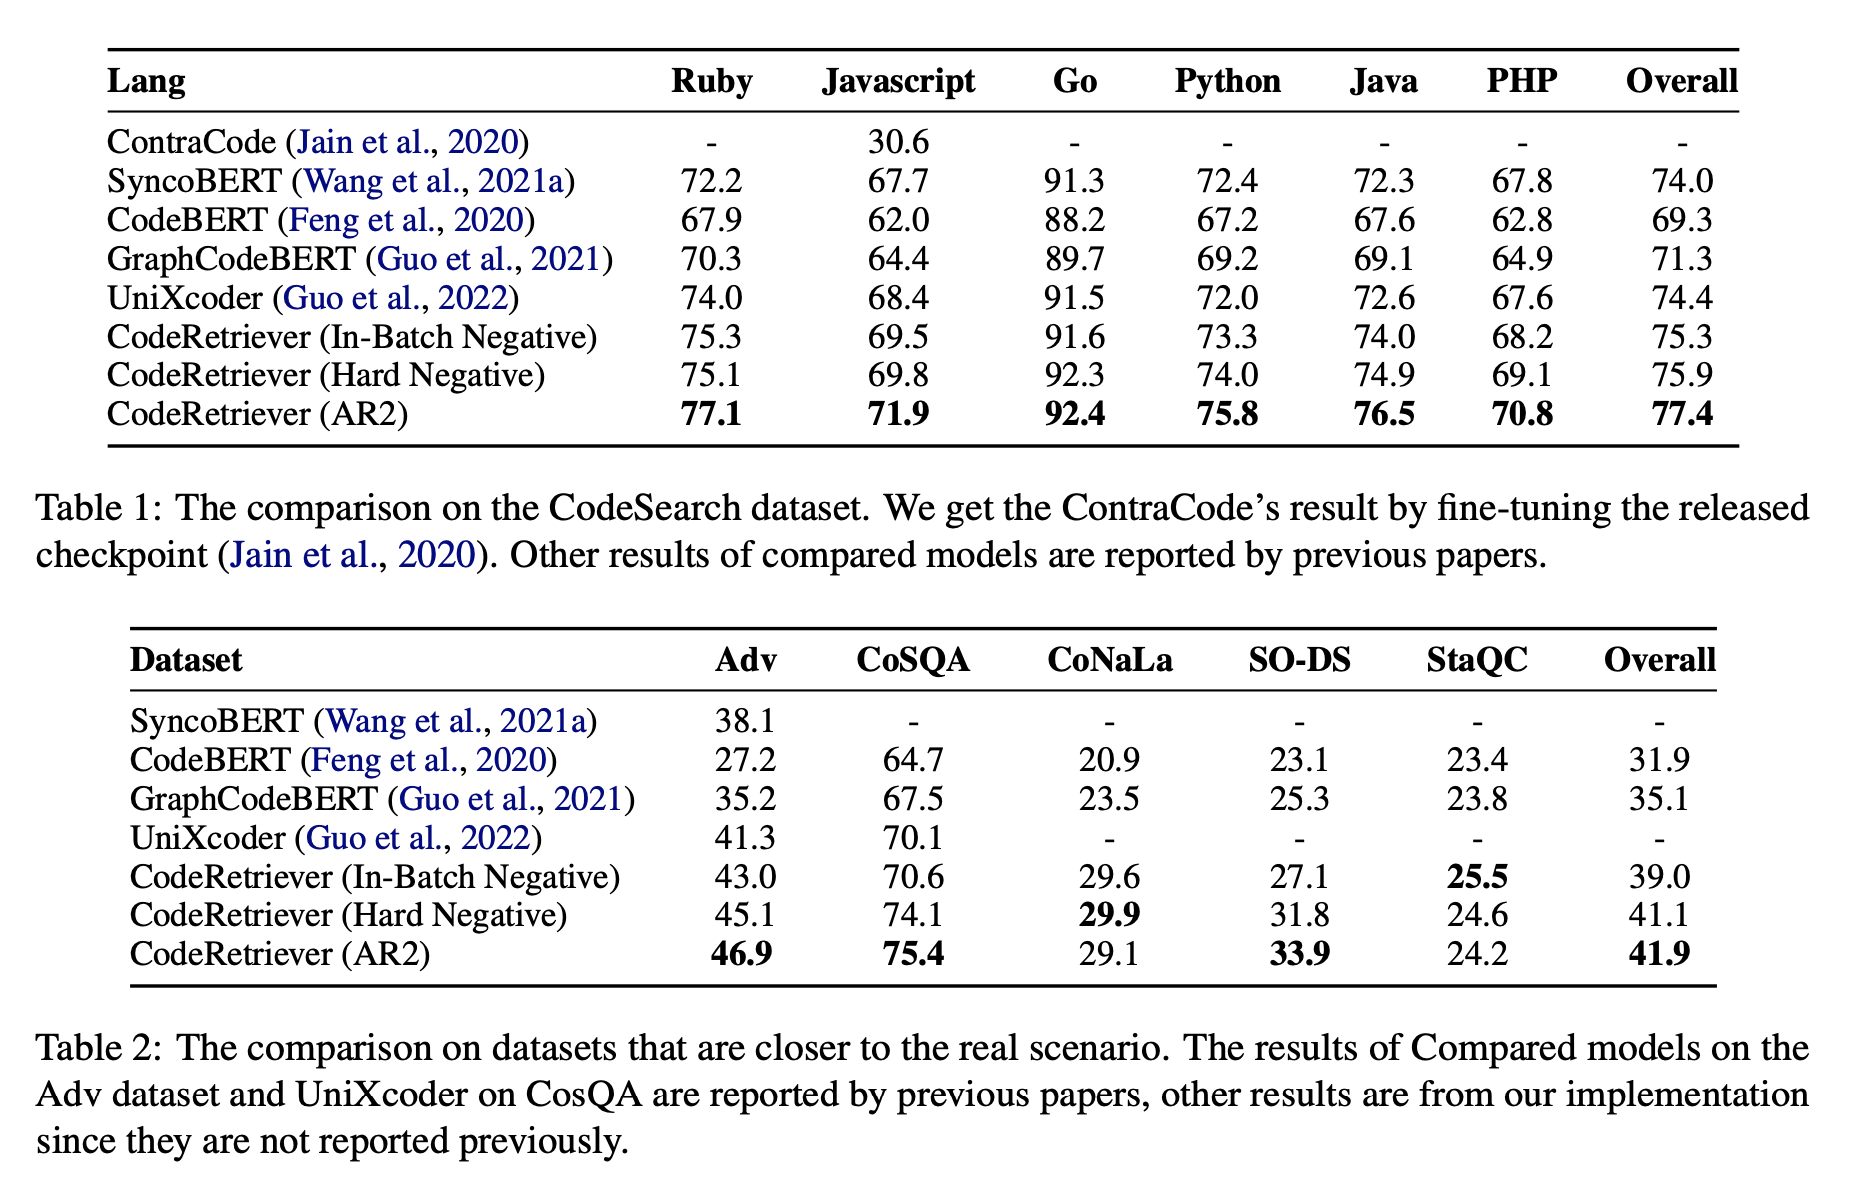 Lang Ruby Javascript Go Python Java PHP Overall
ContraCode (Jain et al., 2020) - 30.6 - - - - -
SyncoBERT (Wang et al., 2021a) 72.2 67.7 91.3 72.4 72.3 67.8 74.0
CodeBERT (Feng et al., 2020) 67.9 62.0 88.2 67.2 67.6 62.8 69.3
GraphCodeBERT (Guo et al., 2021) 70.3 64.4 89.7 69.2 69.1 64.9 71.3
UniXcoder (Guo et al., 2022) 74.0 68.4 91.5 72.0 72.6 67.6 74.4
CodeRetriever (In-Batch Negative) 75.3 69.5 91.6 73.3 74.0 68.2 75.3
CodeRetriever (Hard Negative) 75.1 69.8 92.3 74.0 74.9 69.1 75.9
CodeRetriever (AR2) 77.1 71.9 92.4 75.8 76.5 70.8 77.4
Table 1: The comparison on the CodeSearch dataset. We get the ContraCode's result by fine-tuning the released
checkpoint (Jain et al., 2020). Other results of compared models are reported by previous papers.
Dataset Adv CoSQA CoNaLa SO-DS StaQC Overall
SyncoBERT (Wang et al., 2021a) 38.1 - - - - -
CodeBERT (Feng et al., 2020) 27.2 64.7 20.9 23.1 23.4 31.9
GraphCodeBERT (Guo et al., 2021) 35.2 67.5 23.5 25.3 23.8 35.1
UniXcoder (Guo et al., 2022) 41.3 70.1 - - - -
CodeRetriever (In-Batch Negative) 43.0 70.6 29.6 27.1 25.5 39.0
CodeRetriever (Hard Negative) 45.1 74.1 29.9 31.8 24.6 41.1
CodeRetriever (AR2) 46.9 75.4 29.1 33.9 24.2 41.9
Table 2: The comparison on datasets that are closer to the real scenario. The results of Compared models on the
Adv dataset and UniXcoder on CosQA are reported by previous papers, other results are from our implementation
since they are not reported previously.